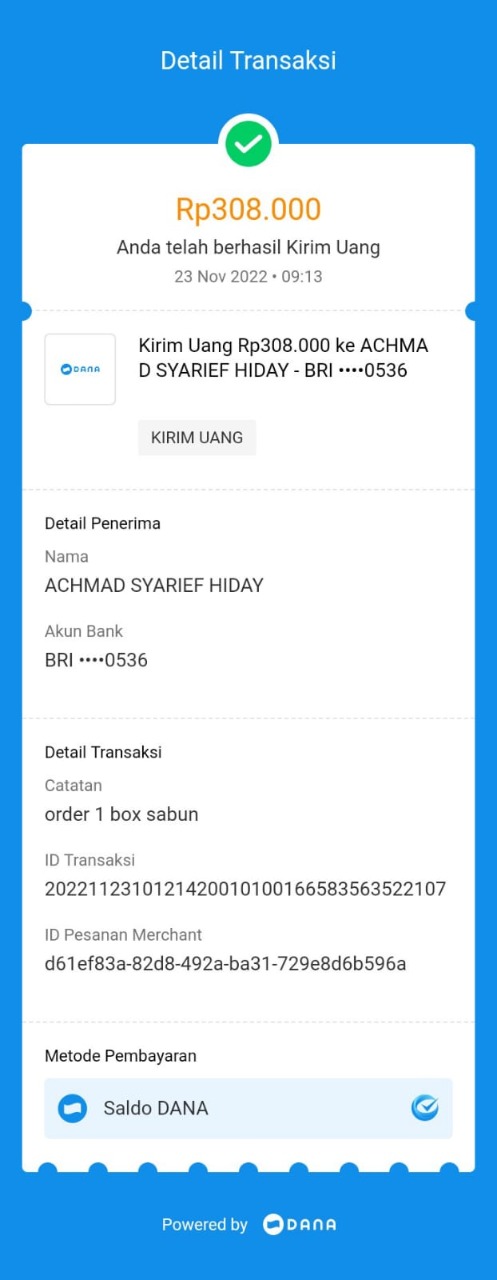 Detail Transaksi
Rp308.000
Anda telah berhasil Kirim Uang
23 Nov 2022 • 09:13
DANA
Kirim Uang Rp308.000 ke ACHMA
D SYARIEF HIDAY - BRI ••••0536
KIRIM UANG
Detail Penerima
Nama
ACHMAD SYARIEF HIDAY
Akun Bank
BRI ••••0536
Detail Transaksi
Catatan
order 1 box sabun
ID Transaksi
2022112310121420010100166583563522107
ID Pesanan Merchant
d61ef83a-82d8-492a-ba31-729e8d6b596a
Metode Pembayaran
Saldo DANA
Powered by DANA